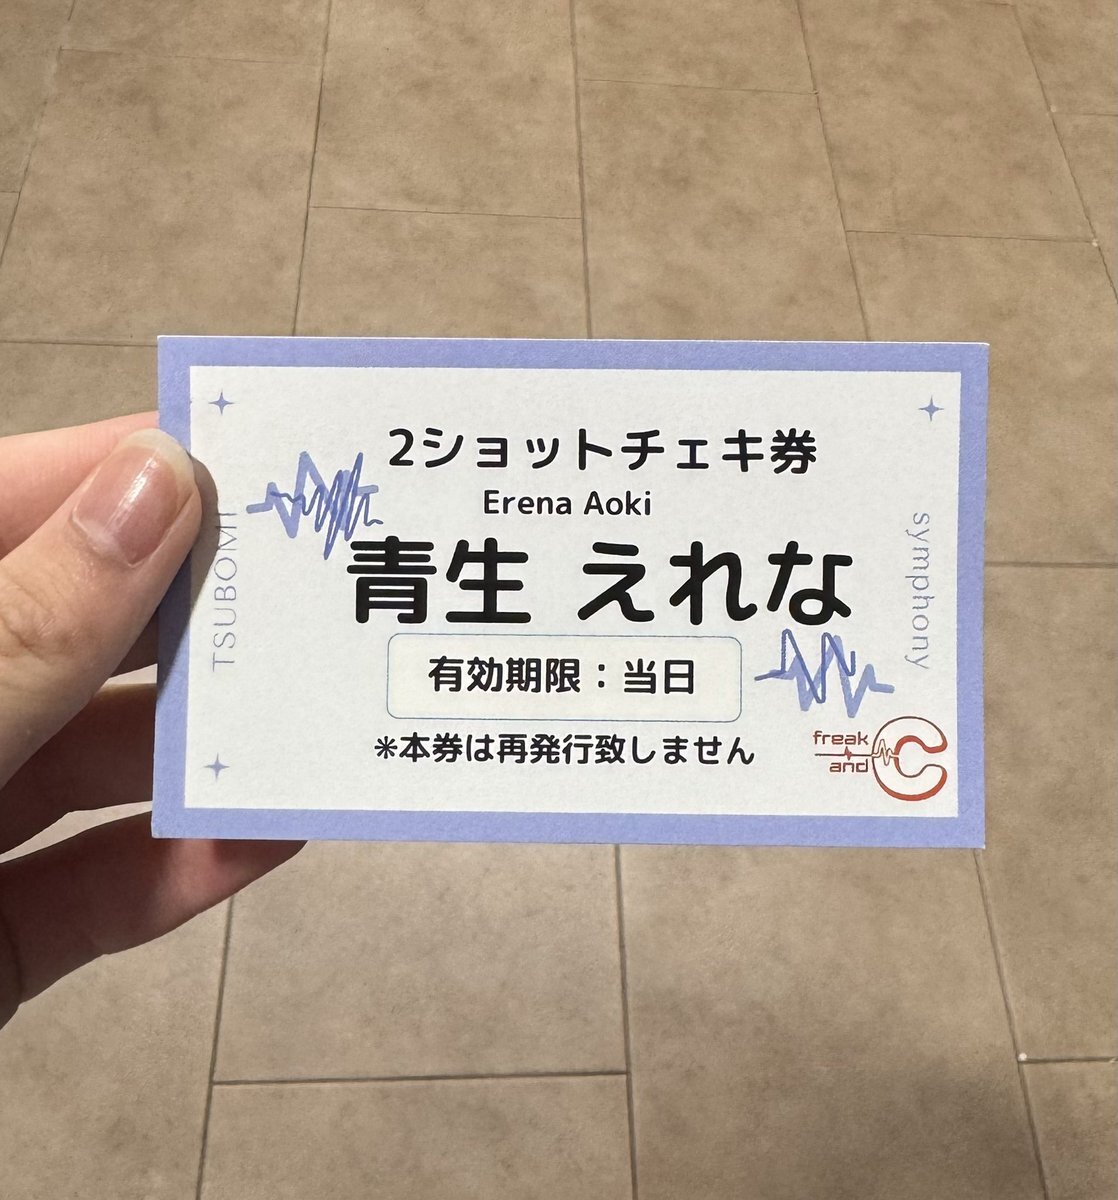 2ショットチェキ券
Erena Aoki
青生 えれな
有効期限：当日
※本券は再発行致しません
TSUBOMI
symphony
freak
and
C